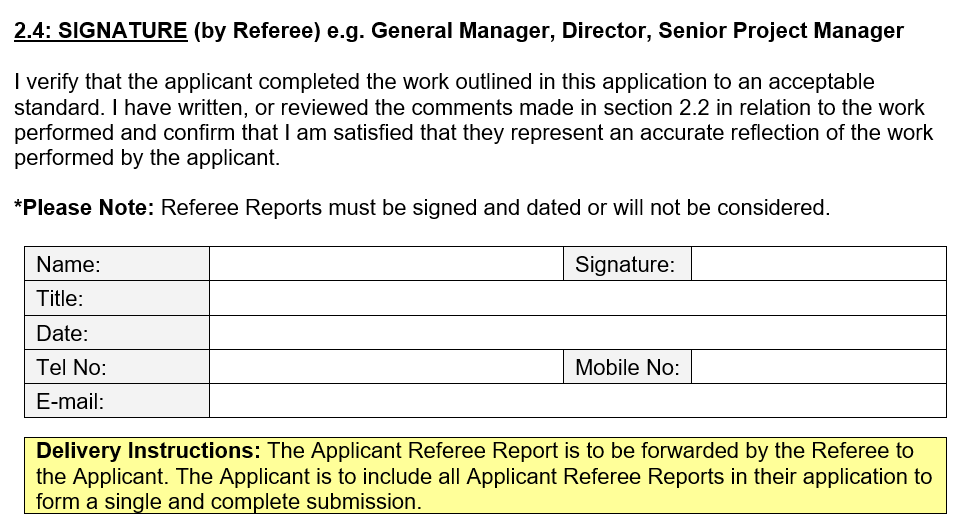 2.4: SIGNATURE (by Referee) e.g. General Manager, Director, Senior Project Manager
I verify that the applicant completed the work outlined in this application to an acceptable
standard. I have written, or reviewed the comments made in section 2.2 in relation to the work
performed and confirm that I am satisfied that they represent an accurate reflection of the work
performed by the applicant.
*Please Note: Referee Reports must be signed and dated or will not be considered.
Name: Signature:
Title:
Date:
Tel No: Mobile No:
E-mail:
Delivery Instructions: The Applicant Referee Report is to be forwarded by the Referee to
the Applicant. The Applicant is to include all Applicant Referee Reports in their application to
form a single and complete submission.